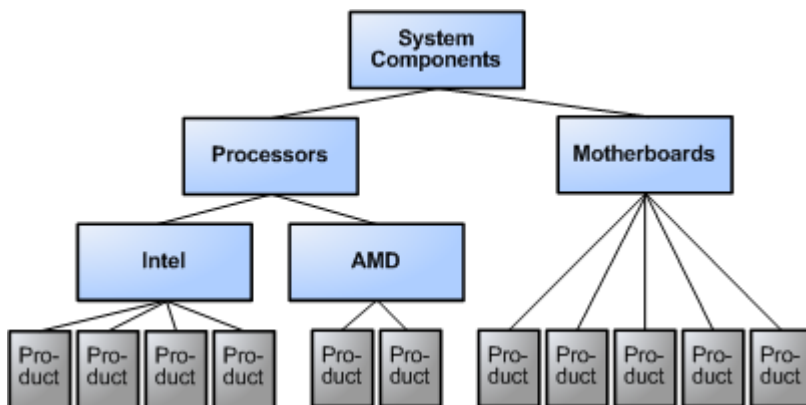 System
Components
Processors
Motherboards
Intel
AMD
Pro-
duct
Pro-
duct
Pro-
duct
Pro-
duct
Pro-
duct
Pro-
duct
Pro-
duct
Pro-
duct
Pro-
duct
Pro-
duct
Pro-
duct